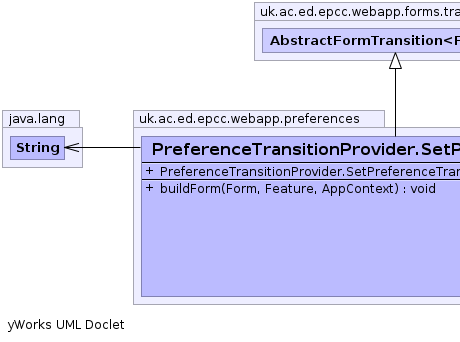 uk.ac.ed.epcc.webapp.forms.tra
AbstractFormTransition<F
java.lang
String
uk.ac.ed.epcc.webapp.preferences
PreferenceTransitionProvider.SetP
+ PreferenceTransitionProvider.SetPreferenceTran
+ buildForm(Form, Feature, AppContext) : void
yWorks UML Doclet